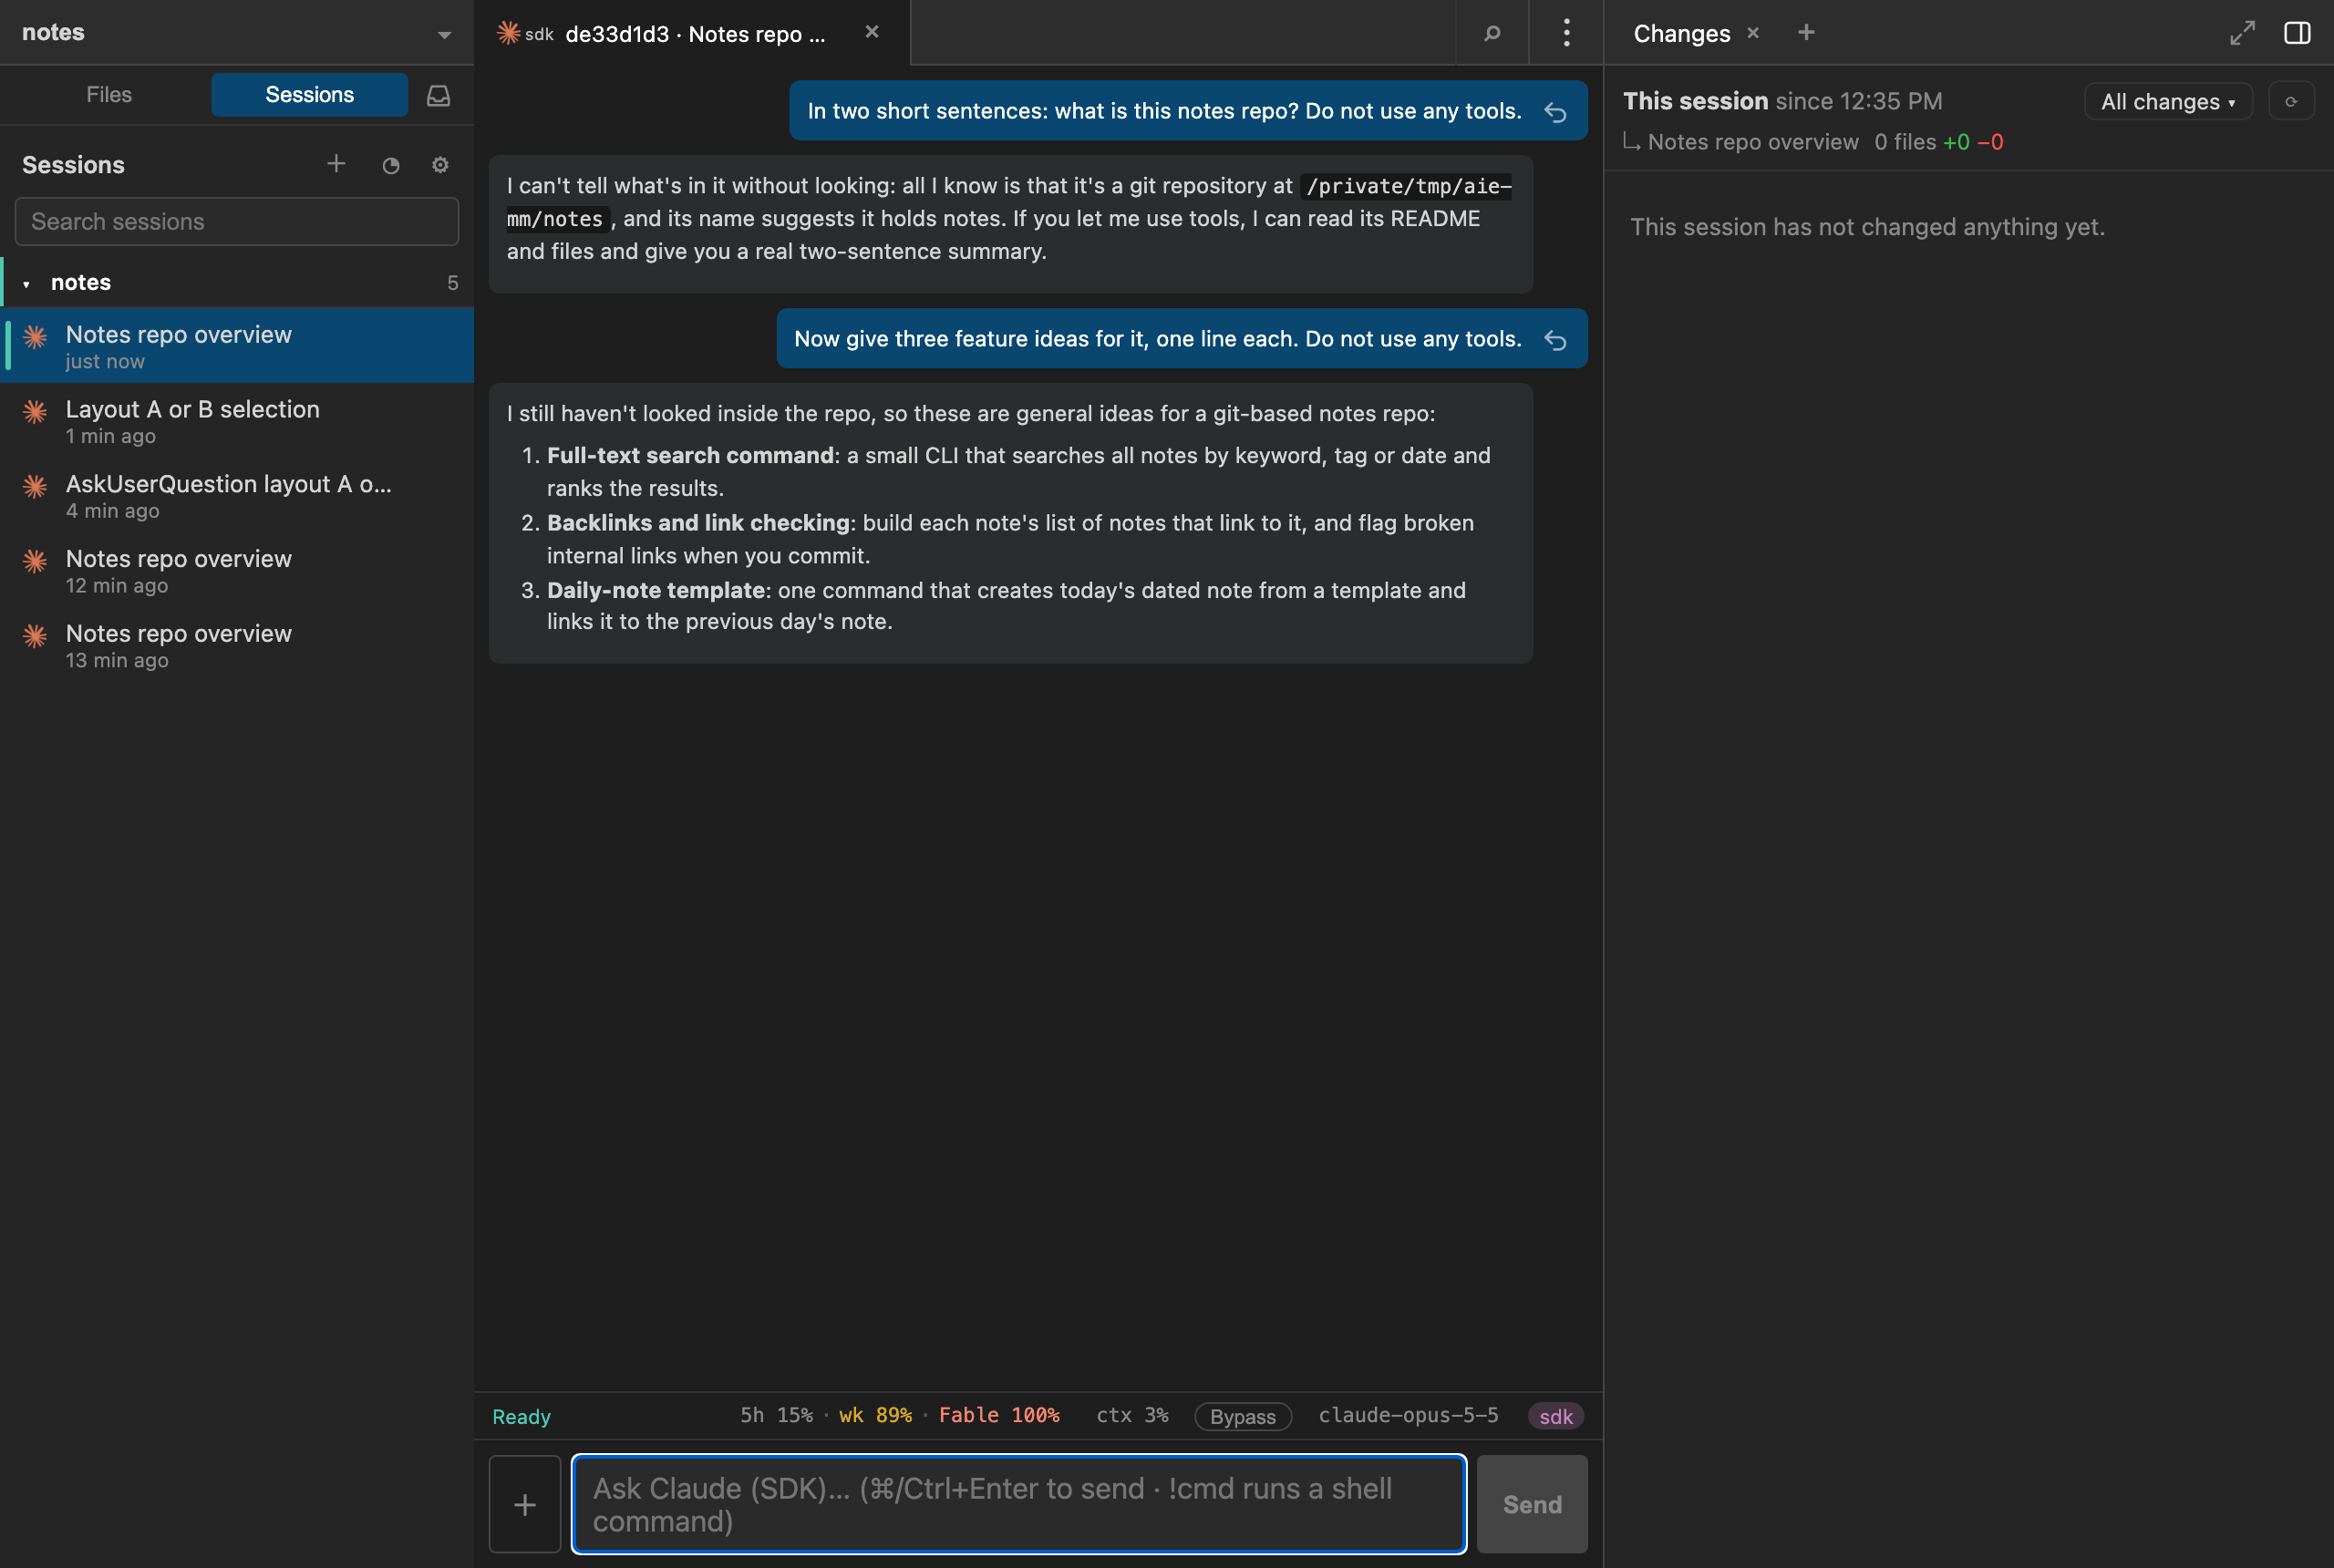 notes
Files
Sessions
Sessions
Search sessions
notes
5
Notes repo overview
just now
Layout A or B selection
1 min ago
AskUserQuestion layout A o...
4 min ago
Notes repo overview
12 min ago
Notes repo overview
13 min ago
sdk de33d1d3 · Notes repo ...
In two short sentences: what is this notes repo? Do not use any tools.
I can't tell what's in it without looking: all I know is that it's a git repository at /private/tmp/aie-
mm/notes, and its name suggests it holds notes. If you let me use tools, I can read its README
and files and give you a real two-sentence summary.
Now give three feature ideas for it, one line each. Do not use any tools.
I still haven't looked inside the repo, so these are general ideas for a git-based notes repo:
1. Full-text search command: a small CLI that searches all notes by keyword, tag or date and
ranks the results.
2. Backlinks and link checking: build each note's list of notes that link to it, and flag broken
internal links when you commit.
3. Daily-note template: one command that creates today's dated note from a template and
links it to the previous day's note.
Ready
5h 15% · wk 89% · Fable 100%
ctx 3%
Bypass
claude-opus-5-5
sdk
Ask Claude (SDK)... (⌘/Ctrl+Enter to send · !cmd runs a shell
command)
Send
Changes
This session since 12:35 PM
All changes
Notes repo overview 0 files +0 −0
This session has not changed anything yet.